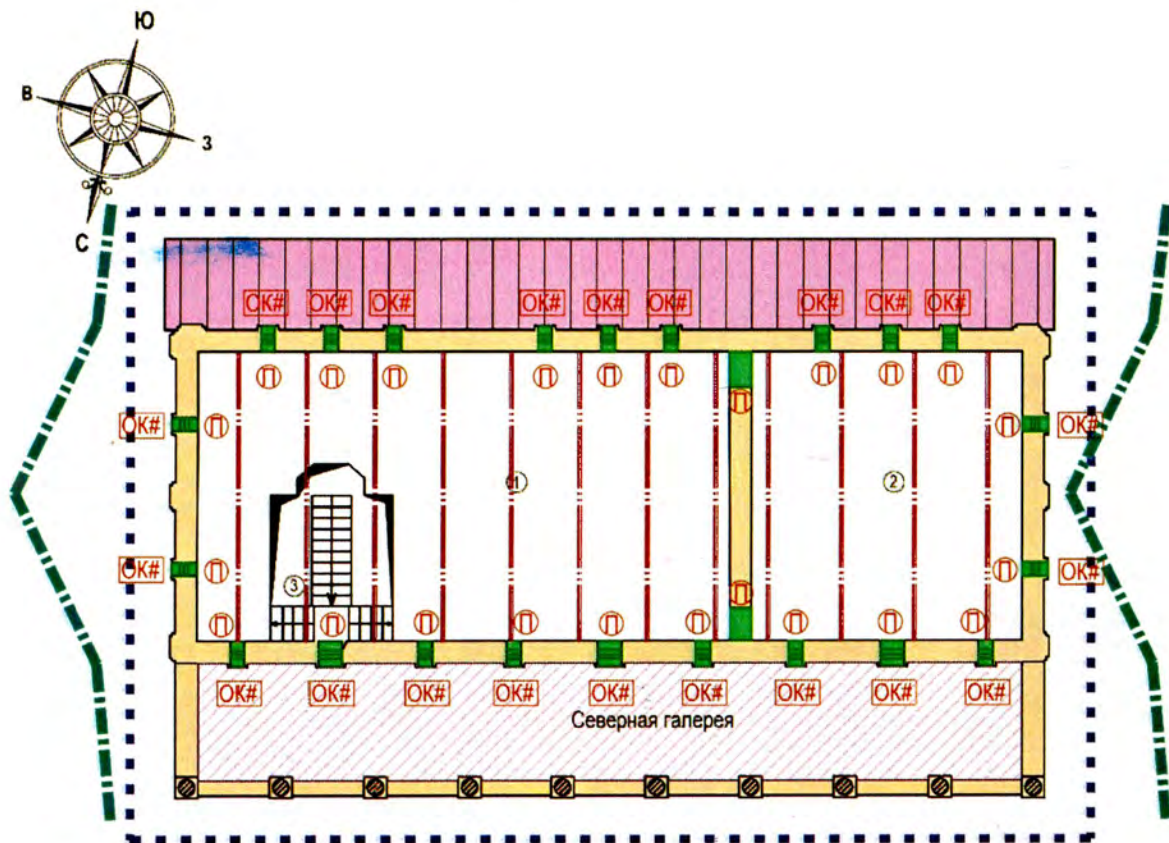 Ю
В
З
С
ОК# ОК# ОК# ОК# ОК# ОК# ОК# ОК# ОК#
П П П П П П П П П
П
ОК# П П ОК#
1 2
ОК# П П ОК#
3 П
П П П П П П П П П
ОК# ОК# ОК# ОК# ОК# ОК# ОК# ОК# ОК#
Северная галерея